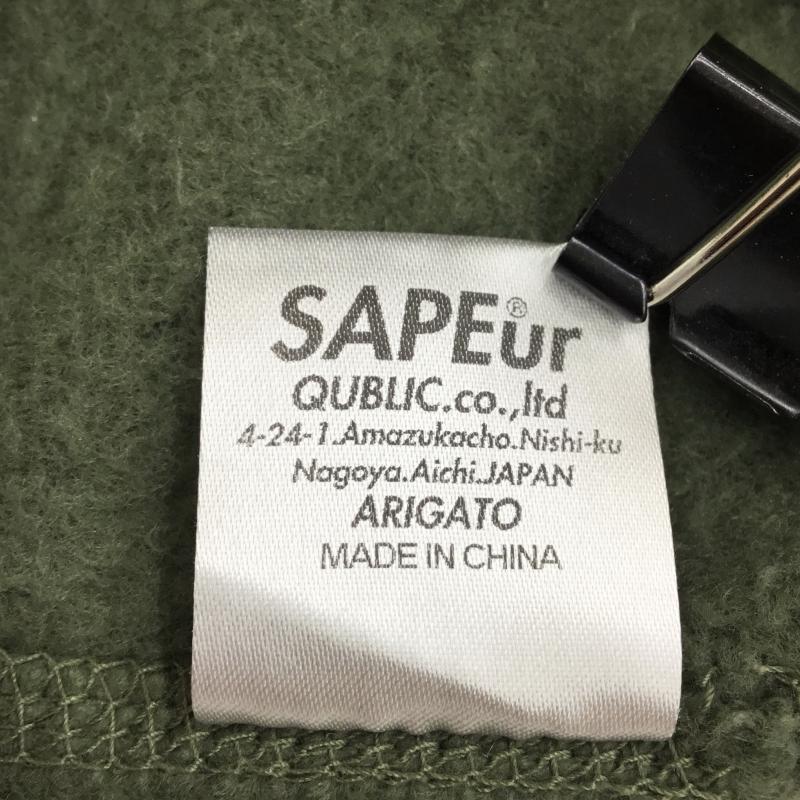 SAPEur®
QUBLIC.co.,ltd
4-24-1.Amazukacho.Nishi-ku
Nagoya.Aichi.JAPAN
ARIGATO
MADE IN CHINA